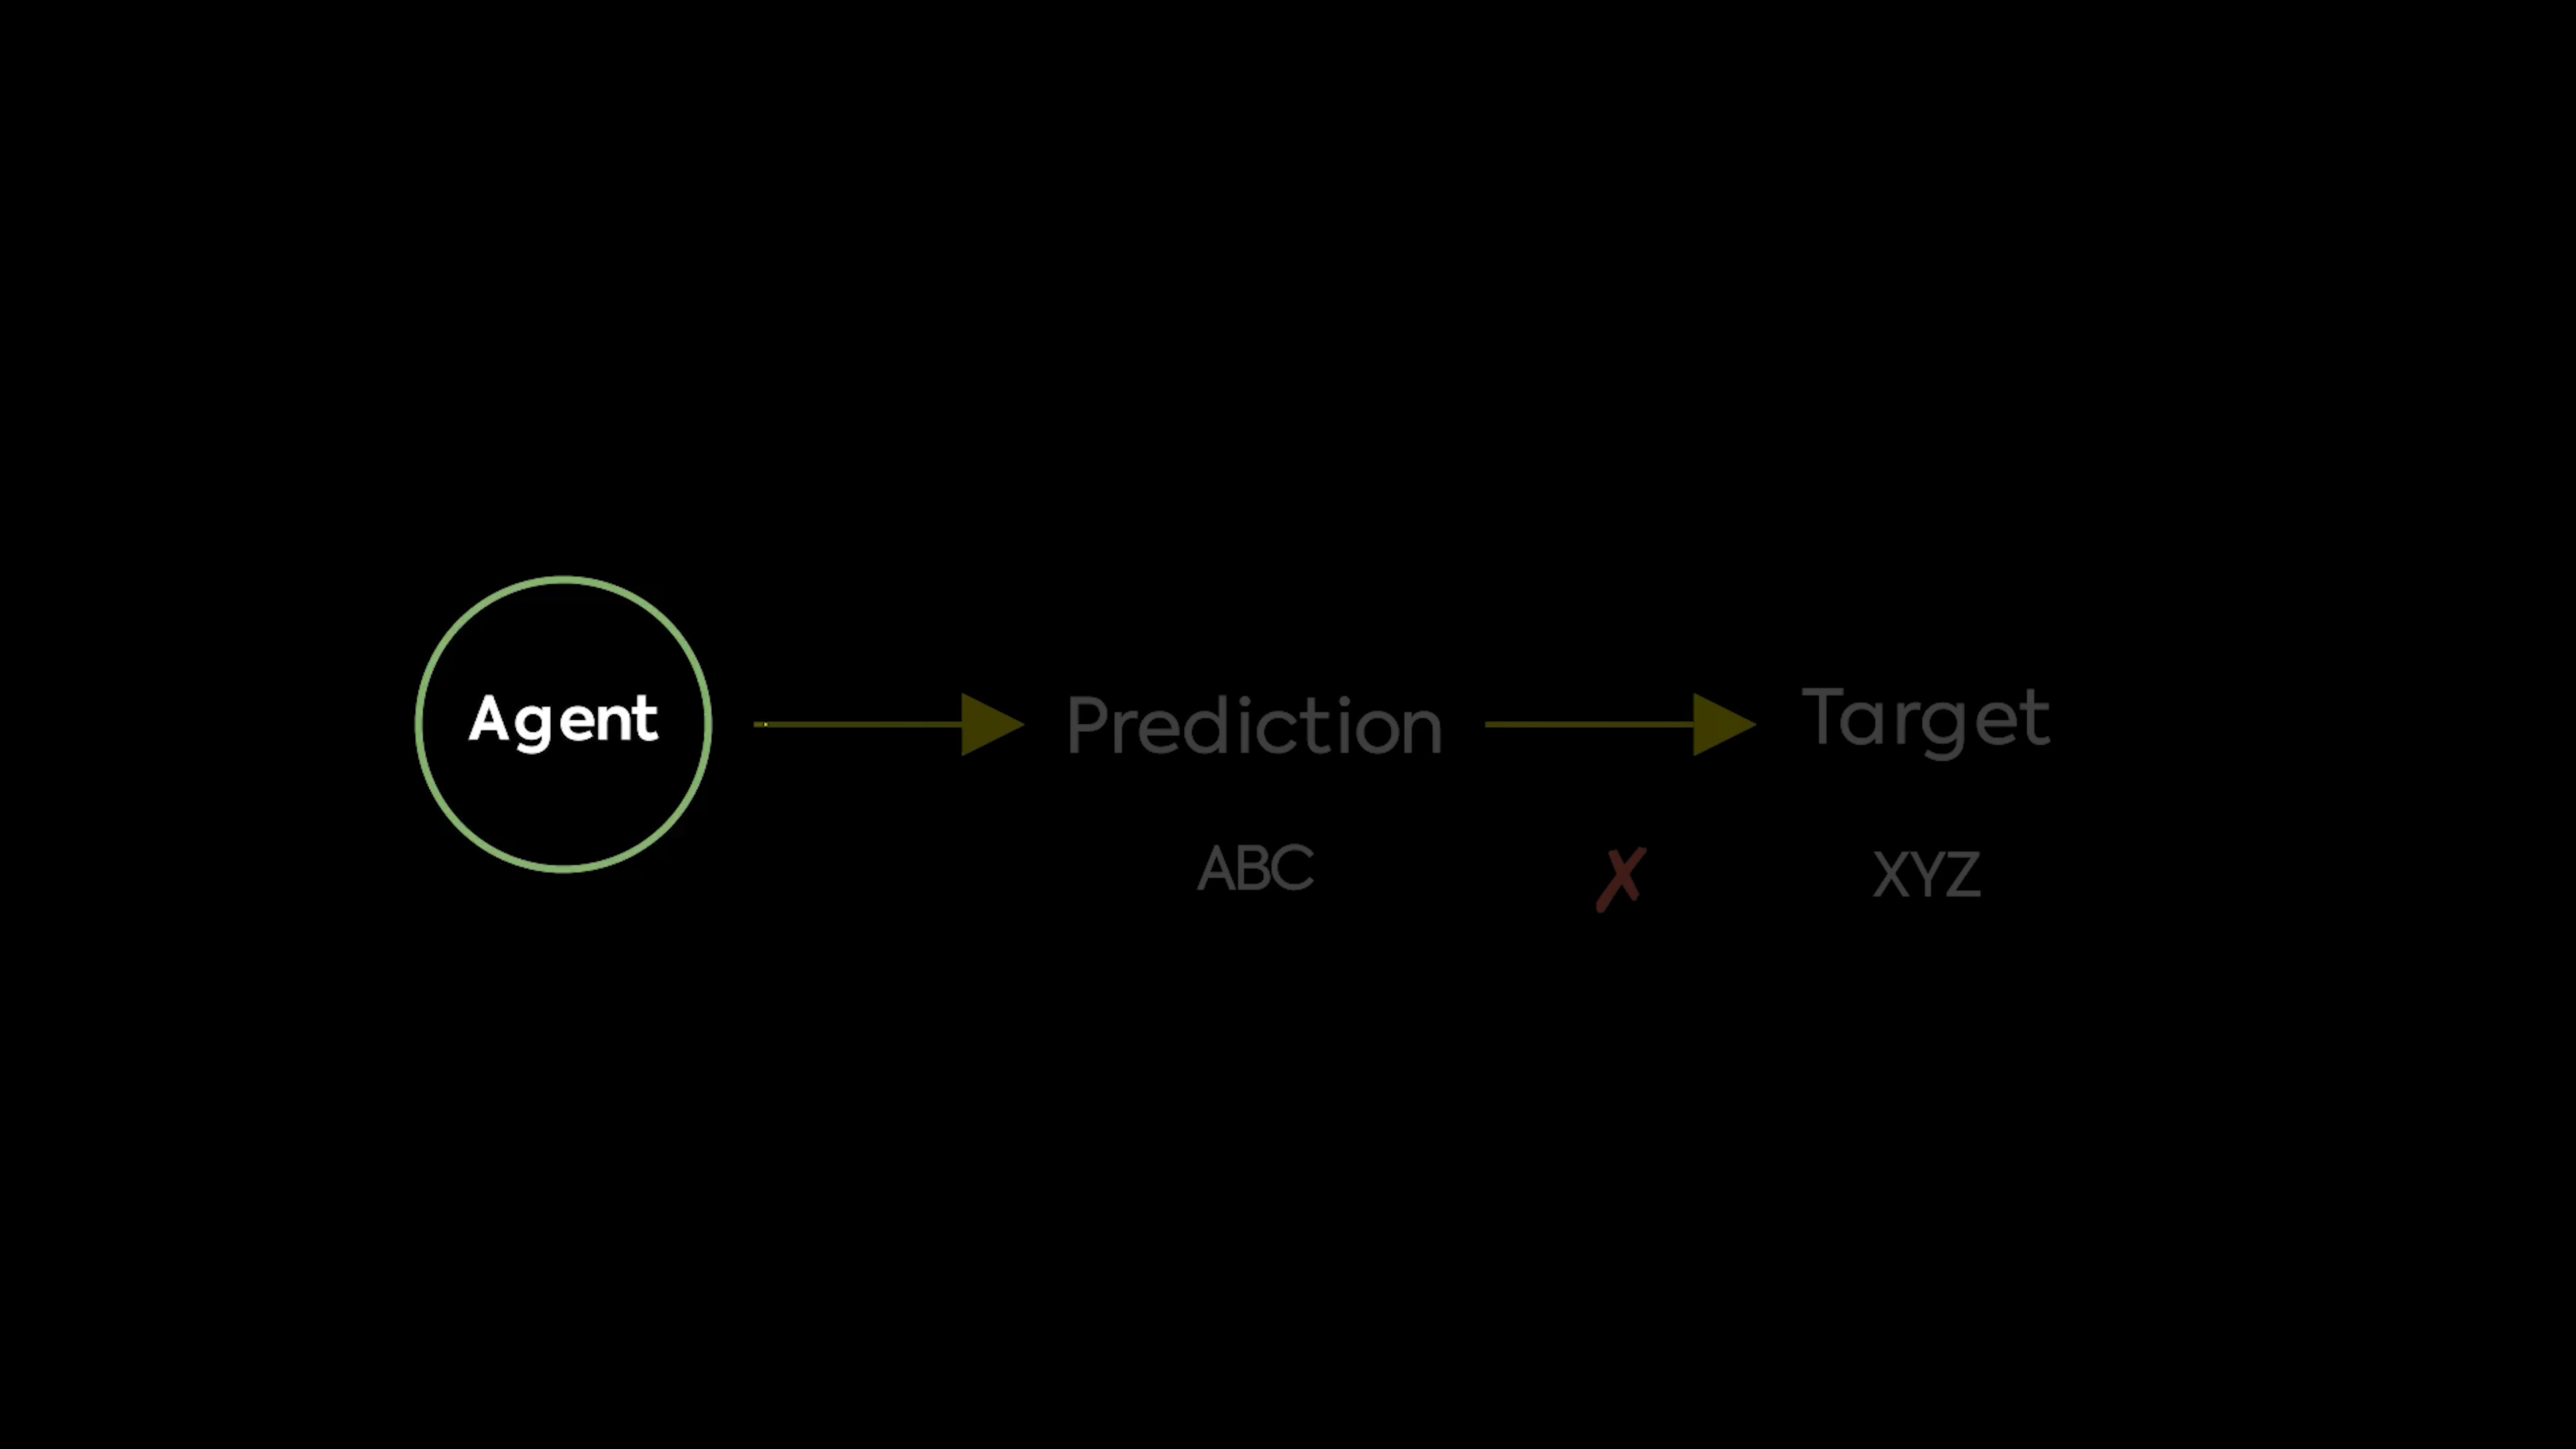 Agent
Prediction
Target
ABC
✗
XYZ